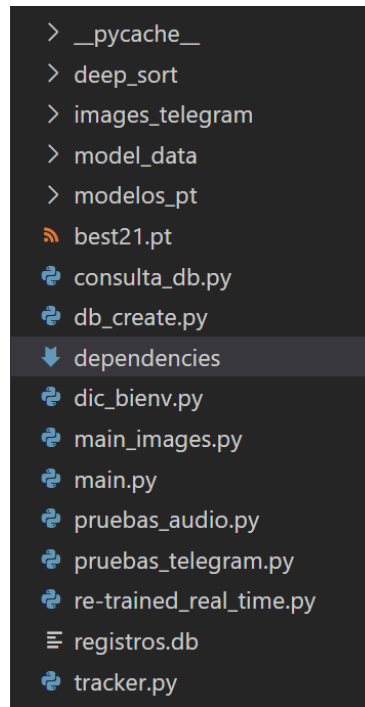 __pycache__
deep_sort
images_telegram
model_data
modelos_pt
best21.pt
consulta_db.py
db_create.py
dependencies
dic_bienv.py
main_images.py
main.py
pruebas_audio.py
pruebas_telegram.py
re-trained_real_time.py
registros.db
tracker.py